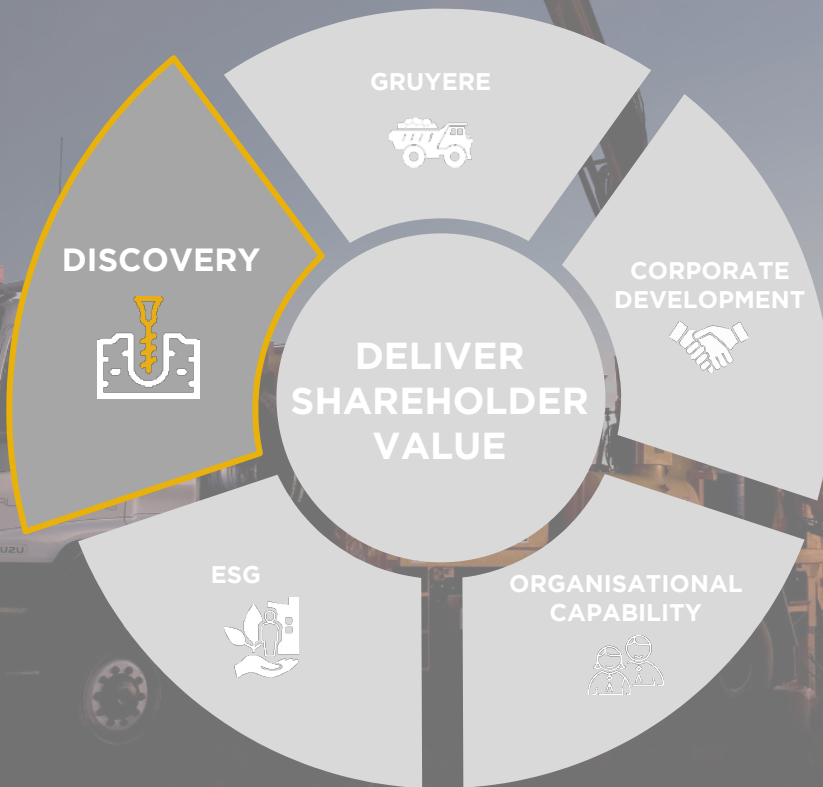 GRUYERE
DISCOVERY
CORPORATE
DEVELOPMENT
DELIVER
SHAREHOLDER
VALUE
ESG
ORGANISATIONAL
CAPABILITY